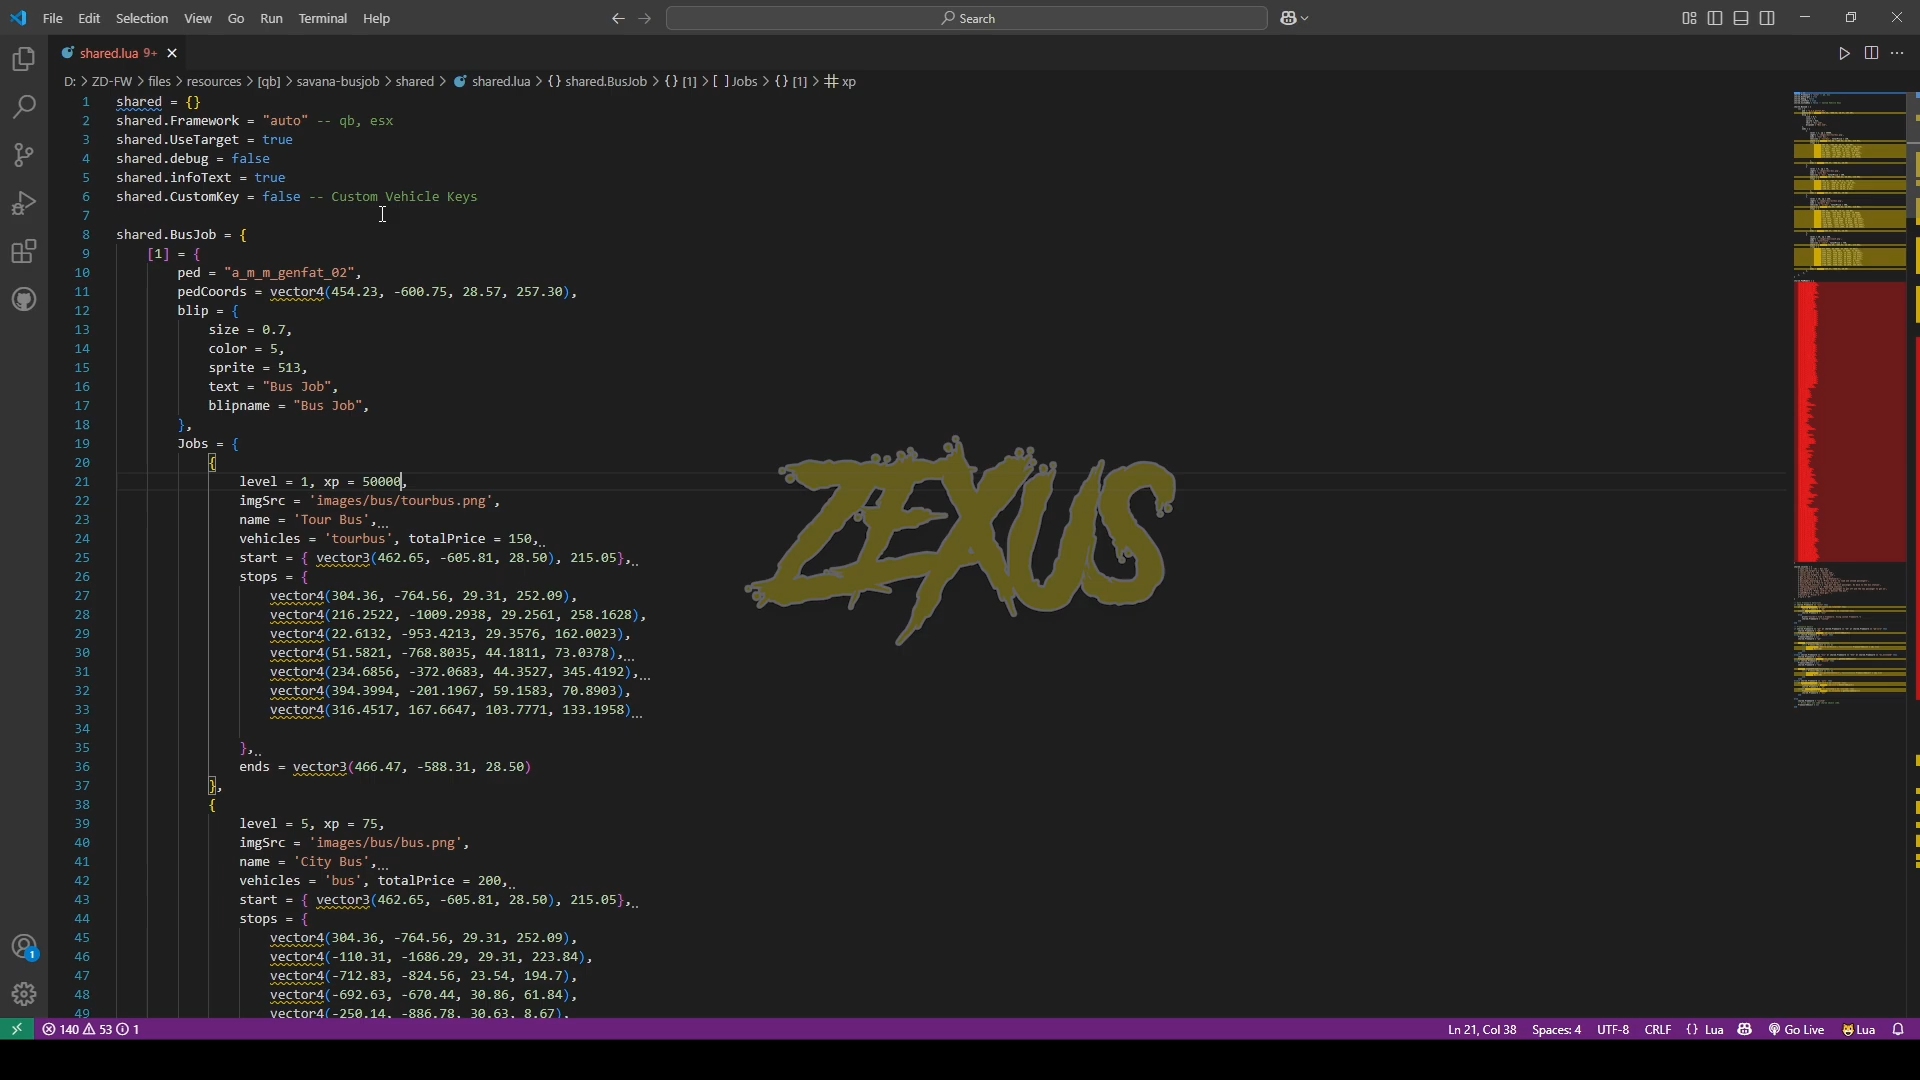 File Edit Selection View Go Run Terminal Help Search
shared.lua 9+
D: > ZD-FW > files > resources > [qb] > savana-busjob > shared > shared.lua > {} shared.BusJob > {} [1] > [ ] Jobs > {} [1] > # xp
1 shared = {}
2 shared.Framework = "auto" -- qb, esx
3 shared.UseTarget = true
4 shared.debug = false
5 shared.infoText = true
6 shared.CustomKey = false -- Custom Vehicle Keys
7
8 shared.BusJob = {
9 [1] = {
10 ped = "a_m_m_genfat_02",
11 pedCoords = vector4(454.23, -600.75, 28.57, 257.30),
12 blip = {
13 size = 0.7,
14 color = 5,
15 sprite = 513,
16 text = "Bus Job",
17 blipname = "Bus Job",
18 },
19 Jobs = {
20 {
21 level = 1, xp = 50000,
22 imgSrc = 'images/bus/tourbus.png',
23 name = 'Tour Bus',
24 vehicles = 'tourbus', totalPrice = 150,
25 start = { vector3(462.65, -605.81, 28.50), 215.05},
26 stops = {
27 vector4(304.36, -764.56, 29.31, 252.09),
28 vector4(216.2522, -1009.2938, 29.2561, 258.1628),
29 vector4(22.6132, -953.4213, 29.3576, 162.0023),
30 vector4(51.5821, -768.8035, 44.1811, 73.0378),
31 vector4(234.6856, -372.0683, 44.3527, 345.4192),
32 vector4(394.3994, -201.1967, 59.1583, 70.8903),
33 vector4(316.4517, 167.6647, 103.7771, 133.1958)
34
35 },
36 ends = vector3(466.47, -588.31, 28.50)
37 },
38 {
39 level = 5, xp = 75,
40 imgSrc = 'images/bus/bus.png',
41 name = 'City Bus',
42 vehicles = 'bus', totalPrice = 200,
43 start = { vector3(462.65, -605.81, 28.50), 215.05},
44 stops = {
45 vector4(304.36, -764.56, 29.31, 252.09),
46 vector4(-110.31, -1686.29, 29.31, 223.84),
47 vector4(-712.83, -824.56, 23.54, 194.7),
48 vector4(-692.63, -670.44, 30.86, 61.84),
49 vector4(-250.14, -886.78, 30.63, 8.67),
ZEXUS
1
140 53 1 Ln 21, Col 38 Spaces: 4 UTF-8 CRLF {} Lua Go Live Lua